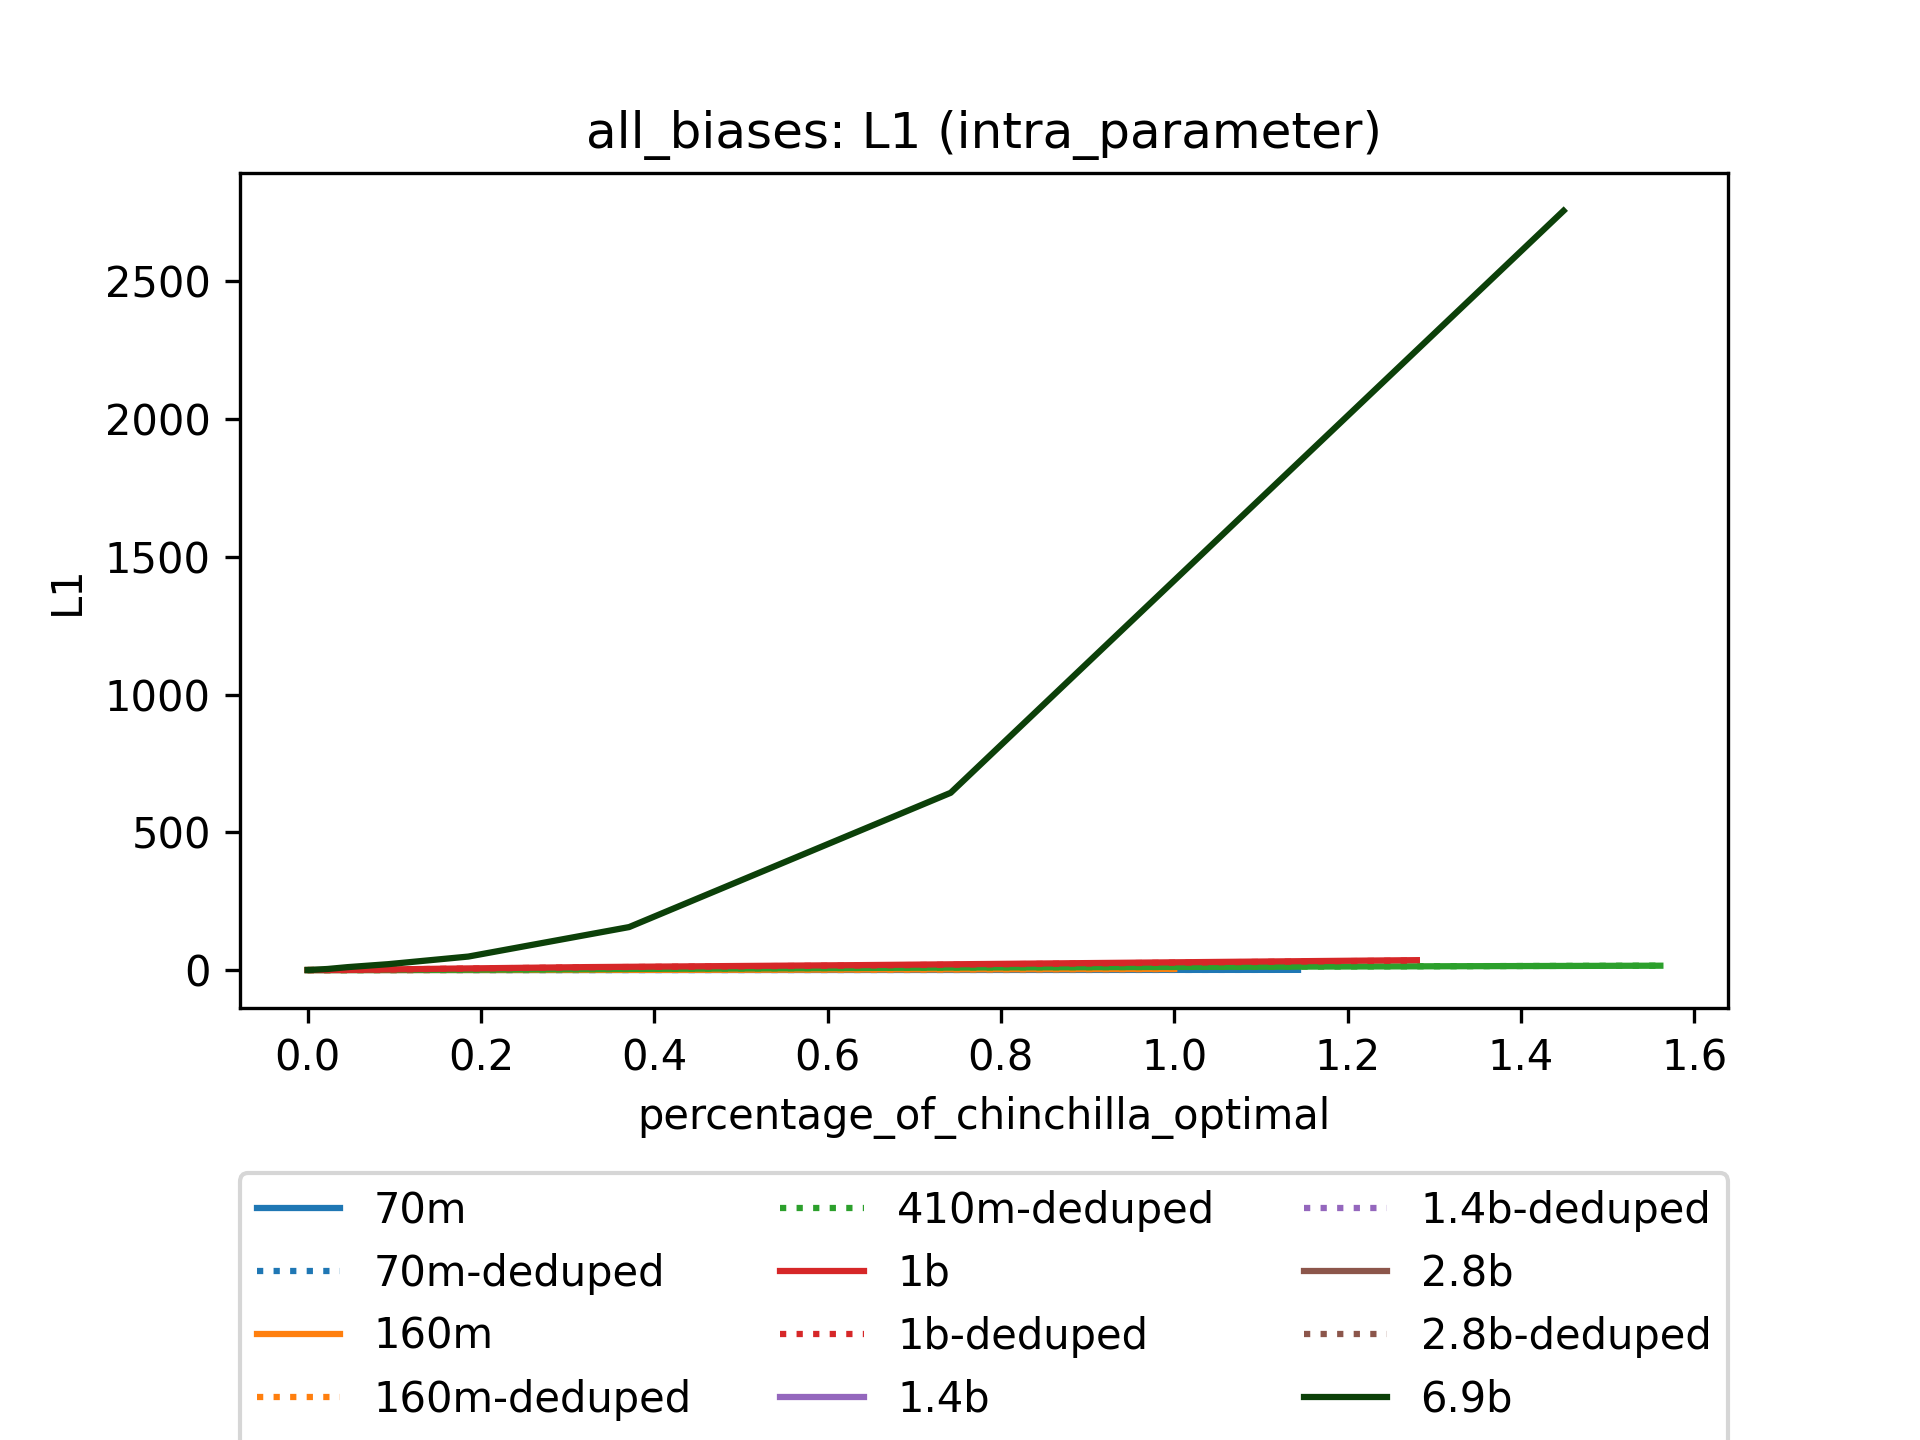 all_biases: L1 (intra_parameter)
L1
2500
2000
1500
1000
500
0
0.0 0.2 0.4 0.6 0.8 1.0 1.2 1.4 1.6
percentage_of_chinchilla_optimal
70m
70m-deduped
160m
160m-deduped
410m-deduped
1b
1b-deduped
1.4b
1.4b-deduped
2.8b
2.8b-deduped
6.9b